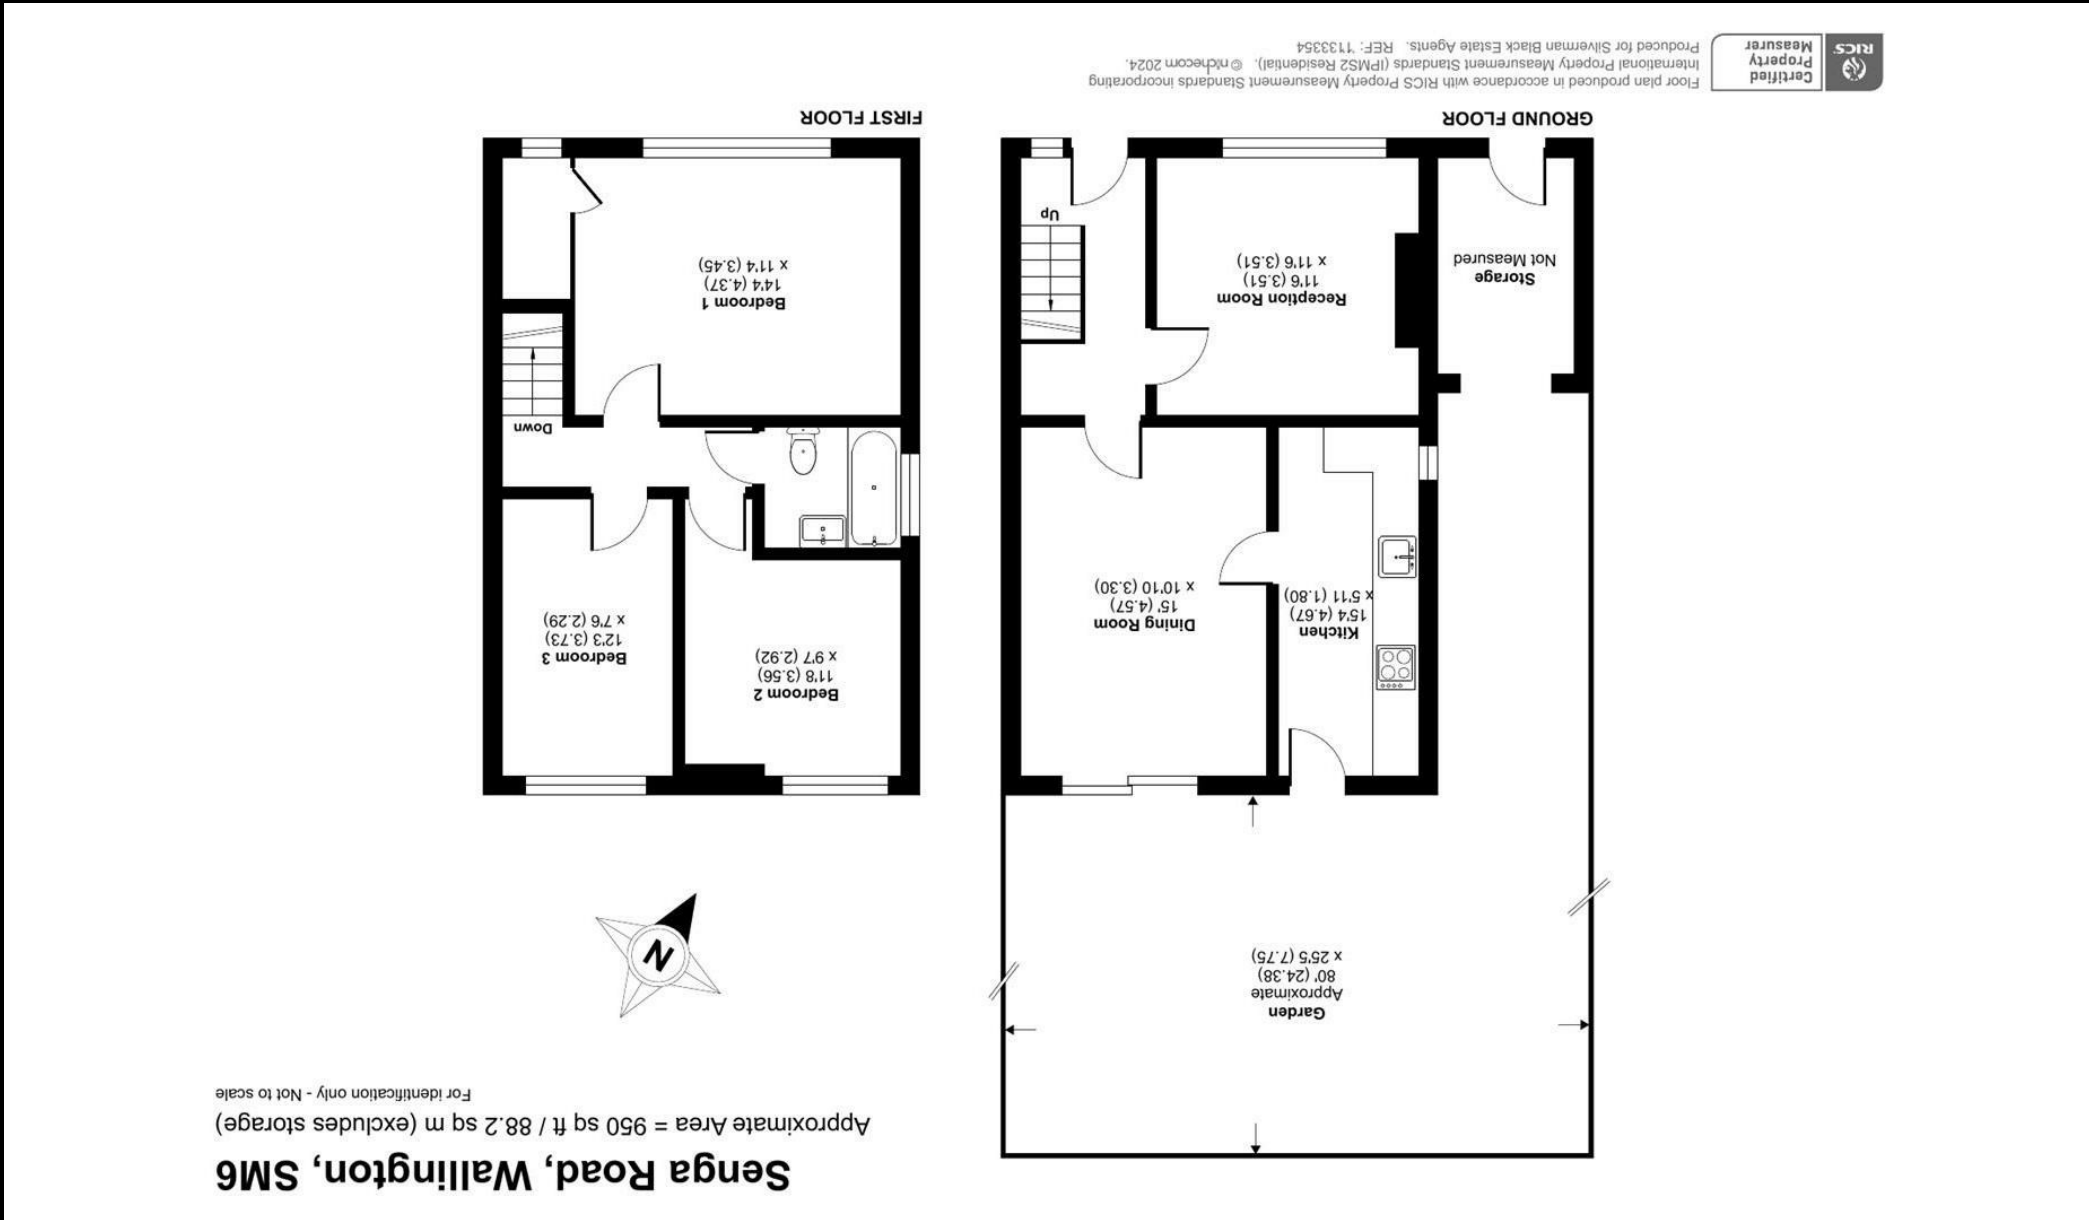 Senga Road, Wallington, SM6
Approximate Area = 950 sq ft / 88.2 sq m (excludes storage)
For identification only - Not to scale
N
Garden
Approximate
80' (24.38)
x 25'5 (7.75)
Kitchen
15'4 (4.67)
x 5'11 (1.80)
Dining Room
15' (4.57)
x 10'10 (3.30)
Storage
Not Measured
Reception Room
11'6 (3.51)
x 11'6 (3.51)
Up
GROUND FLOOR
Bedroom 2
11'8 (3.56)
x 9'7 (2.92)
Bedroom 3
12'3 (3.73)
x 7'6 (2.29)
Down
Bedroom 1
14'4 (4.37)
x 11'4 (3.45)
FIRST FLOOR
RICS
Certified
Property
Measurer
Floor plan produced in accordance with RICS Property Measurement Standards incorporating
International Property Measurement Standards (IPMS2 Residential). © nichecom 2024.
Produced for Silverman Black Estate Agents. REF: 1133354